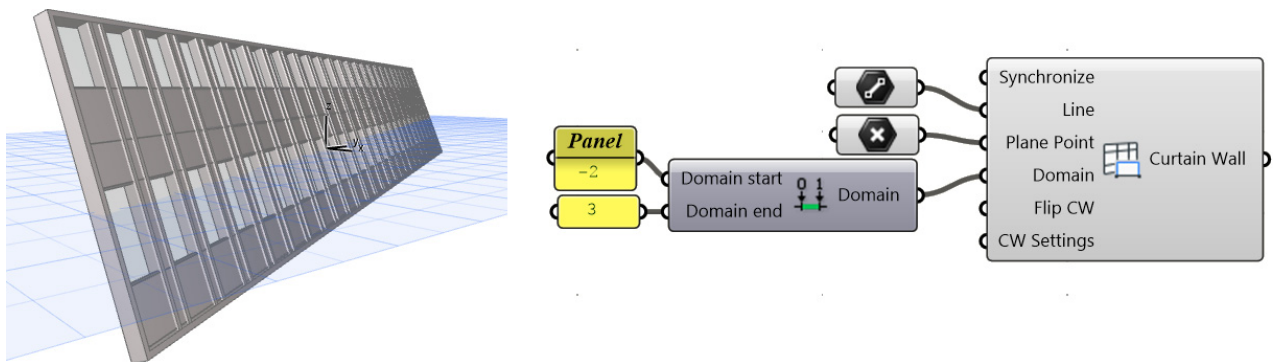 z
y
x
Panel
-2
3
Domain start
Domain end
0 1
Domain
Synchronize
Line
Plane Point
Domain
Flip CW
CW Settings
Curtain Wall